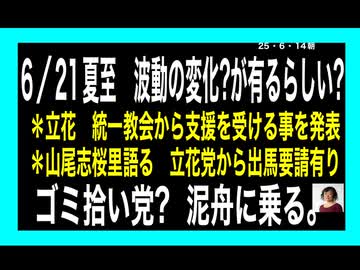 25・6・14朝
6／21夏至 波動の変化?が有るらしい?
＊立花 統一教会から支援を受ける事を発表
＊山尾志桜里語る 立花党から出馬要請有り
ゴミ拾い党? 泥舟に乗る。